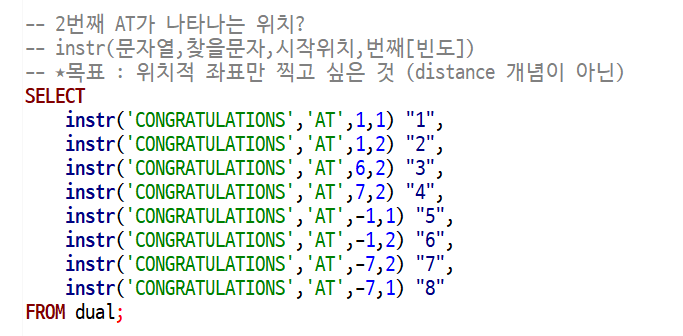 -- 2번째 AT가 나타나는 위치?
-- instr(문자열,찾을문자,시작위치,번째[빈도])
-- ★목표 : 위치적 좌표만 찍고 싶은 것 (distance 개념이 아닌)
SELECT
instr('CONGRATULATIONS','AT',1,1) "1",
instr('CONGRATULATIONS','AT',1,2) "2",
instr('CONGRATULATIONS','AT',6,2) "3",
instr('CONGRATULATIONS','AT',7,2) "4",
instr('CONGRATULATIONS','AT',-1,1) "5",
instr('CONGRATULATIONS','AT',-1,2) "6",
instr('CONGRATULATIONS','AT',-7,2) "7",
instr('CONGRATULATIONS','AT',-7,1) "8"
FROM dual;